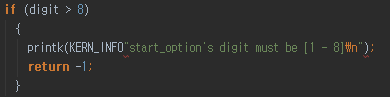 if (digit > 8)
{
printk(KERN_INFO"start_option's digit must be [1 - 8]₩n");
return -1;
}